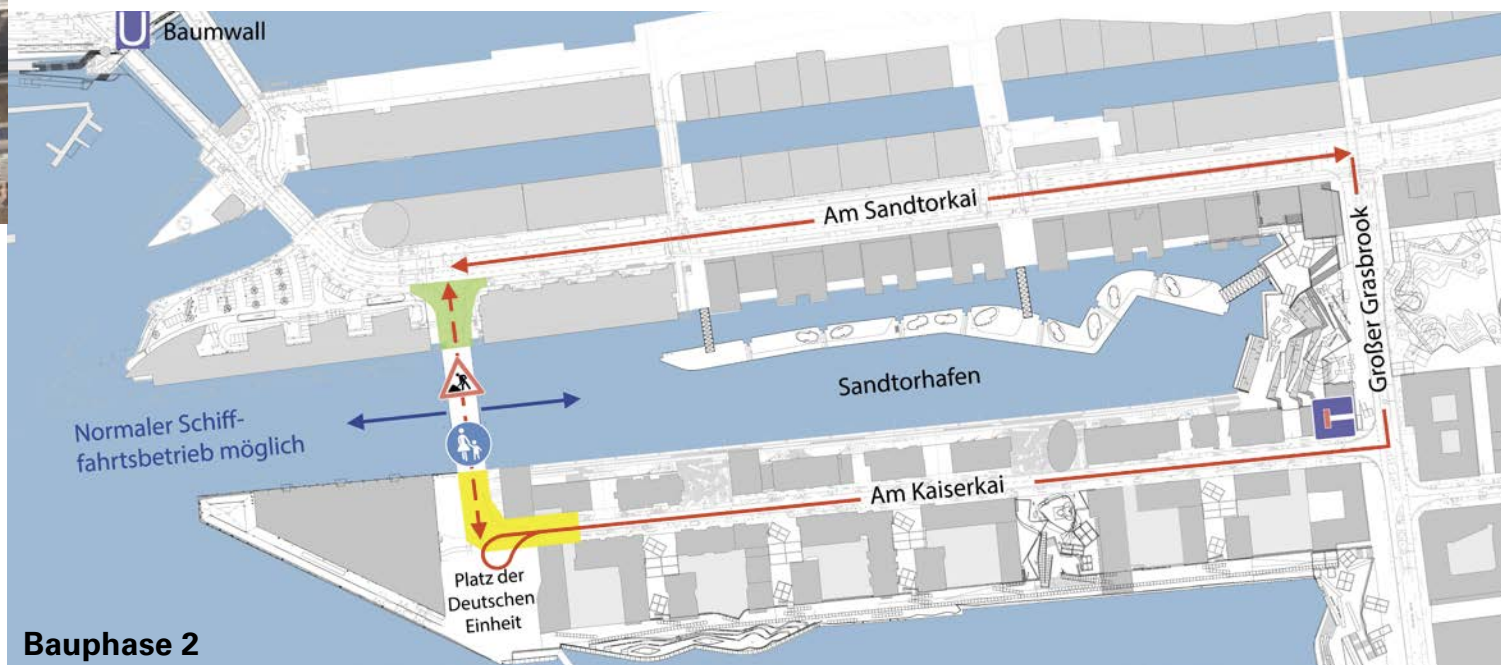 U
Baumwall
Am Sandtorkai
Großer Grasbrook
Sandtorhafen
Normaler Schiff-
fahrtsbetrieb möglich
Am Kaiserkai
Platz der
Deutschen
Einheit
Bauphase 2